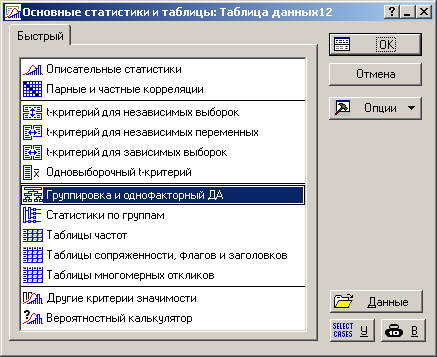 Основные статистики и таблицы: Таблица данных12
Быстрый
Описательные статистики
Парные и частные корреляции
t-критерий для независимых выборок
t-критерий для независимых переменных
t-критерий для зависимых выборок
Одновыборочный t-критерий
Группировка и однофакторный ДА
Статистики по группам
Таблицы частот
Таблицы сопряженности, флагов и заголовков
Таблицы многомерных откликов
Другие критерии значимости
Вероятностный калькулятор
OK
Отмена
Опции
Данные
SELECT CASES У
10 В